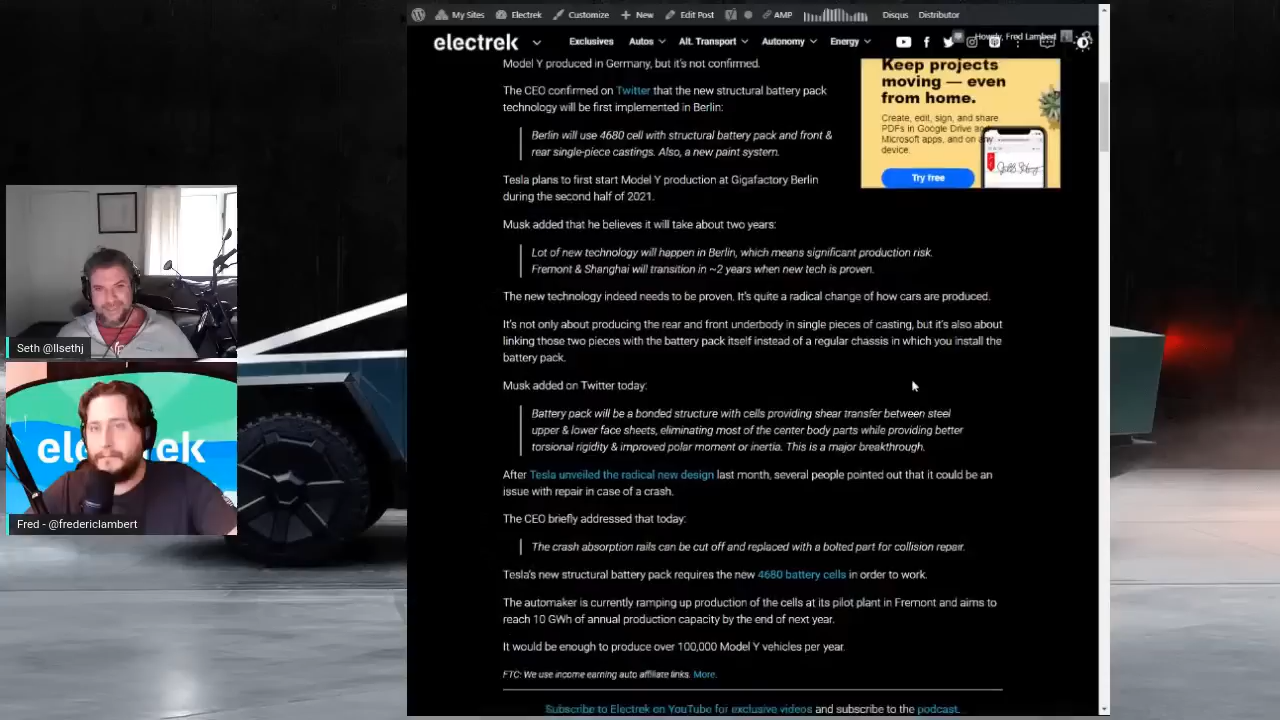 My Sites Electrek Customize New Edit Post AMP Disqus Distributor
electrek Exclusives Autos Alt. Transport Autonomy Energy
Howdy, Fred Lambert
Model Y produced in Germany, but it's not confirmed.
The CEO confirmed on Twitter that the new structural battery pack
technology will be first implemented in Berlin:
Berlin will use 4680 cell with structural battery pack and front &
rear single-piece castings. Also, a new paint system.
Tesla plans to first start Model Y production at Gigafactory Berlin
during the second half of 2021.
Keep projects
moving — even
from home.
Create, edit, sign, and share
PDFs in Google Drive and
Microsoft apps, and on any
device.
Try free
Musk added that he believes it will take about two years:
Lot of new technology will happen in Berlin, which means significant production risk.
Fremont & Shanghai will transition in ~2 years when new tech is proven.
The new technology indeed needs to be proven. It's quite a radical change of how cars are produced.
It's not only about producing the rear and front underbody in single pieces of casting, but it's also about
linking those two pieces with the battery pack itself instead of a regular chassis in which you install the
battery pack.
Musk added on Twitter today:
Battery pack will be a bonded structure with cells providing shear transfer between steel
upper & lower face sheets, eliminating most of the center body parts while providing better
torsional rigidity & improved polar moment or inertia. This is a major breakthrough.
After Tesla unveiled the radical new design last month, several people pointed out that it could be an
issue with repair in case of a crash.
The CEO briefly addressed that today:
The crash absorption rails can be cut off and replaced with a bolted part for collision repair.
Tesla's new structural battery pack requires the new 4680 battery cells in order to work.
The automaker is currently ramping up production of the cells at its pilot plant in Fremont and aims to
reach 10 GWh of annual production capacity by the end of next year.
It would be enough to produce over 100,000 Model Y vehicles per year.
FTC: We use income earning auto affiliate links. More.
Subscribe to Electrek on YouTube for exclusive videos and subscribe to the podcast.
Seth @llsethj
Fred - @fredericlambert